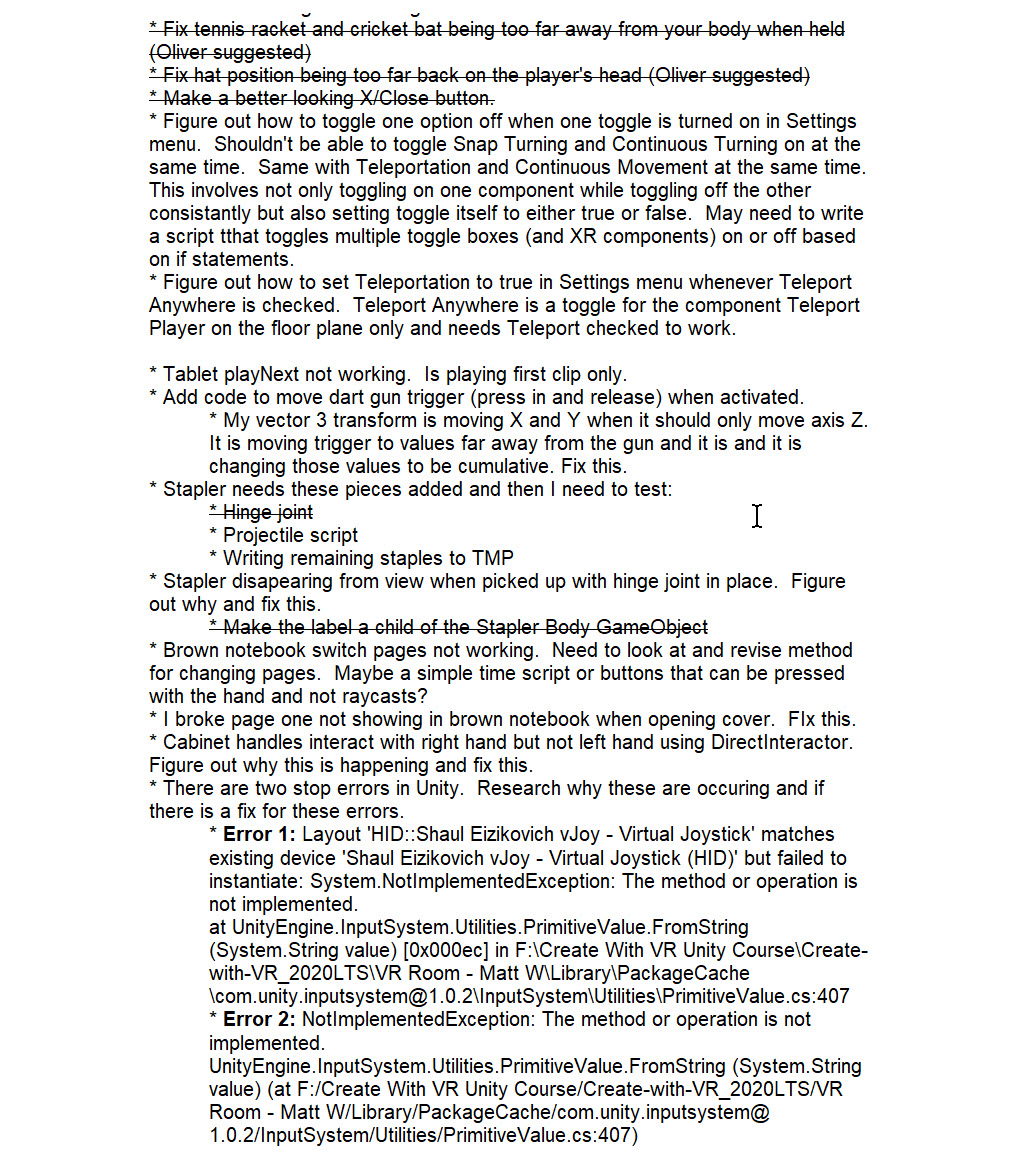 * Fix tennis racket and cricket bat being too far away from your body when held
(Oliver suggested)
* Fix hat position being too far back on the player's head (Oliver suggested)
* Make a better looking X/Close button.
* Figure out how to toggle one option off when one toggle is turned on in Settings
menu.  Shouldn't be able to toggle Snap Turning and Continuous Turning on at the
same time.  Same with Teleportation and Continuous Movement at the same time.
This involves not only toggling on one component while toggling off the other
consistantly but also setting toggle itself to either true or false.  May need to write
a script tthat toggles multiple toggle boxes (and XR components) on or off based
on if statements.
* Figure out how to set Teleportation to true in Settings menu whenever Teleport
Anywhere is checked.  Teleport Anywhere is a toggle for the component Teleport
Player on the floor plane only and needs Teleport checked to work.
* Tablet playNext not working.  Is playing first clip only.
* Add code to move dart gun trigger (press in and release) when activated.
* My vector 3 transform is moving X and Y when it should only move axis Z.
It is moving trigger to values far away from the gun and it is and it is
changing those values to be cumulative. Fix this.
* Stapler needs these pieces added and then I need to test:
* Hinge joint
* Projectile script
* Writing remaining staples to TMP
* Stapler disapearing from view when picked up with hinge joint in place.  Figure
out why and fix this.
* Make the label a child of the Stapler Body GameObject
* Brown notebook switch pages not working.  Need to look at and revise method
for changing pages.  Maybe a simple time script or buttons that can be pressed
with the hand and not raycasts?
* I broke page one not showing in brown notebook when opening cover.  FIx this.
* Cabinet handles interact with right hand but not left hand using DirectInteractor.
Figure out why this is happening and fix this.
* There are two stop errors in Unity.  Research why these are occuring and if
there is a fix for these errors.
* Error 1: Layout 'HID::Shaul Eizikovich vJoy - Virtual Joystick' matches
existing device 'Shaul Eizikovich vJoy - Virtual Joystick (HID)' but failed to
instantiate: System.NotImplementedException: The method or operation is
not implemented.
at UnityEngine.InputSystem.Utilities.PrimitiveValue.FromString
(System.String value) [0x000ec] in F:\Create With VR Unity Course\Create-
with-VR_2020LTS\VR Room - Matt W\Library\PackageCache
\com.unity.inputsystem@1.0.2\InputSystem\Utilities\PrimitiveValue.cs:407
* Error 2: NotImplementedException: The method or operation is not
implemented.
UnityEngine.InputSystem.Utilities.PrimitiveValue.FromString (System.String
value) (at F:/Create With VR Unity Course/Create-with-VR_2020LTS/VR
Room - Matt W/Library/PackageCache/com.unity.inputsystem@
1.0.2/InputSystem/Utilities/PrimitiveValue.cs:407)